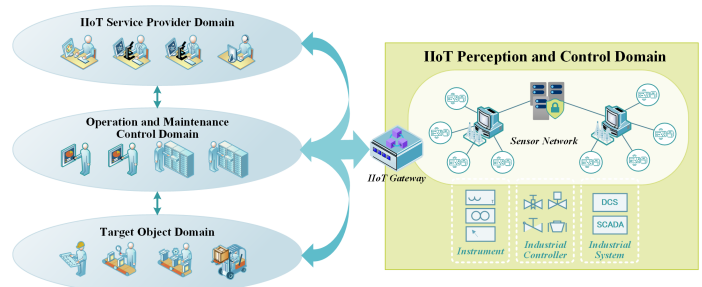 IIoT Service Provider Domain
Operation and Maintenance
Control Domain
Target Object Domain
IIoT Gateway
IIoT Perception and Control Domain
Sensor Network
Instrument
Industrial
Controller
DCS
SCADA
Industrial
System